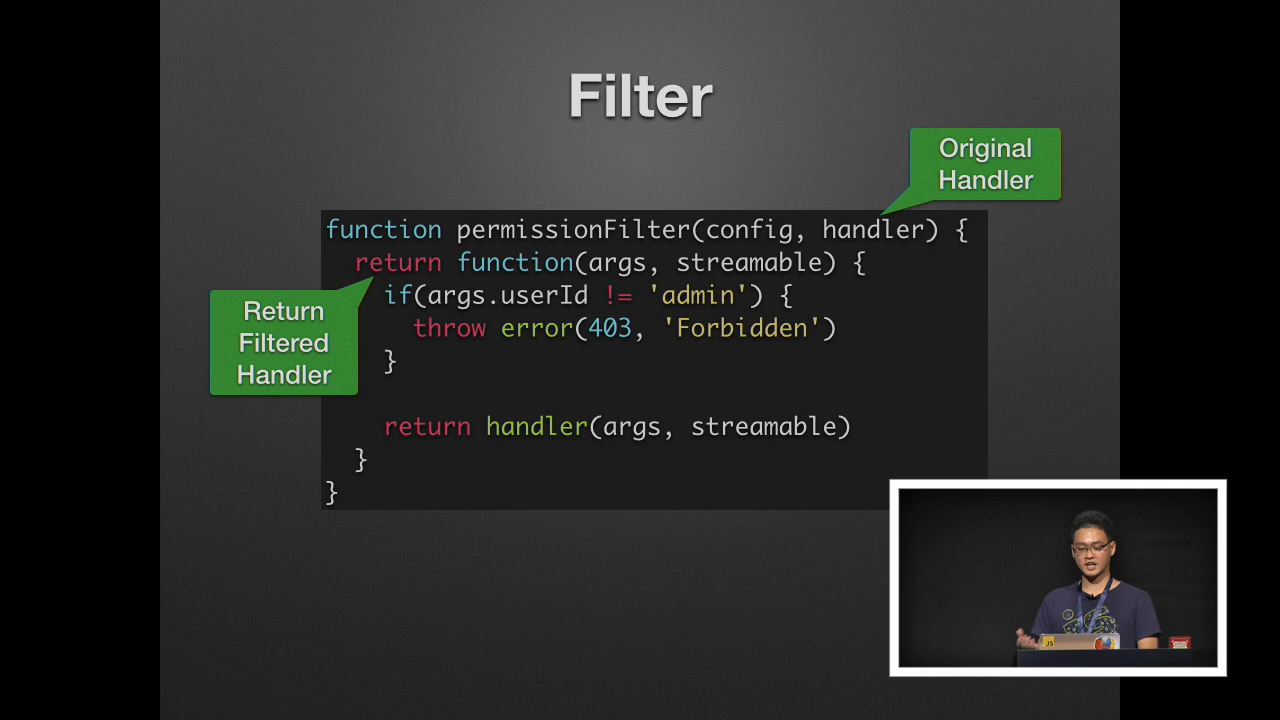 Filter
Original
Handler
function permissionFilter(config, handler) {
  return function(args, streamable) {
    if(args.userId != 'admin') {
      throw error(403, 'Forbidden')
    }
    return handler(args, streamable)
  }
}
Return
Filtered
Handler
JS